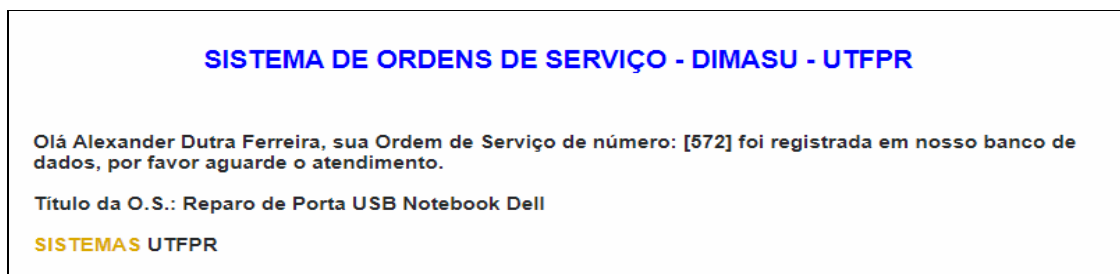 SISTEMA DE ORDENS DE SERVIÇO - DIMASU - UTFPR
Olá Alexander Dutra Ferreira, sua Ordem de Serviço de número: [572] foi registrada em nosso banco de
dados, por favor aguarde o atendimento.
Título da O.S.: Reparo de Porta USB Notebook Dell
SISTEMAS UTFPR